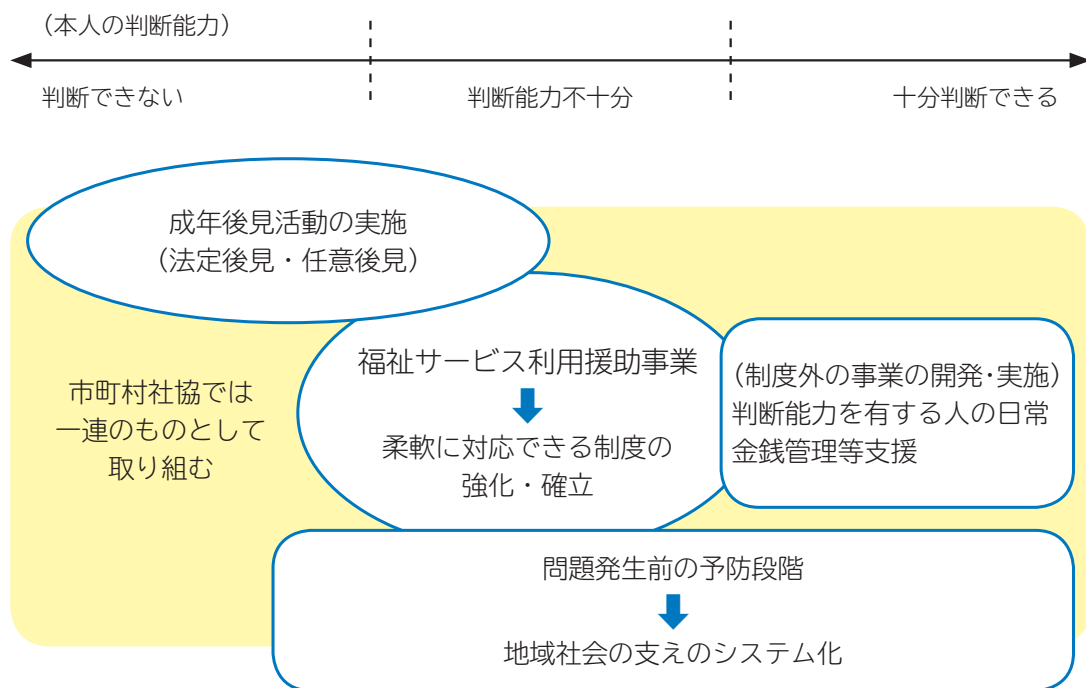 （本人の判断能力）
判断できない
判断能力不十分
十分判断できる
成年後見活動の実施
（法定後見・任意後見）
福祉サービス利用援助事業
柔軟に対応できる制度の
強化・確立
（制度外の事業の開発・実施）
判断能力を有する人の日常
金銭管理等支援
市町村社協では
一連のものとして
取り組む
問題発生前の予防段階
地域社会の支えのシステム化